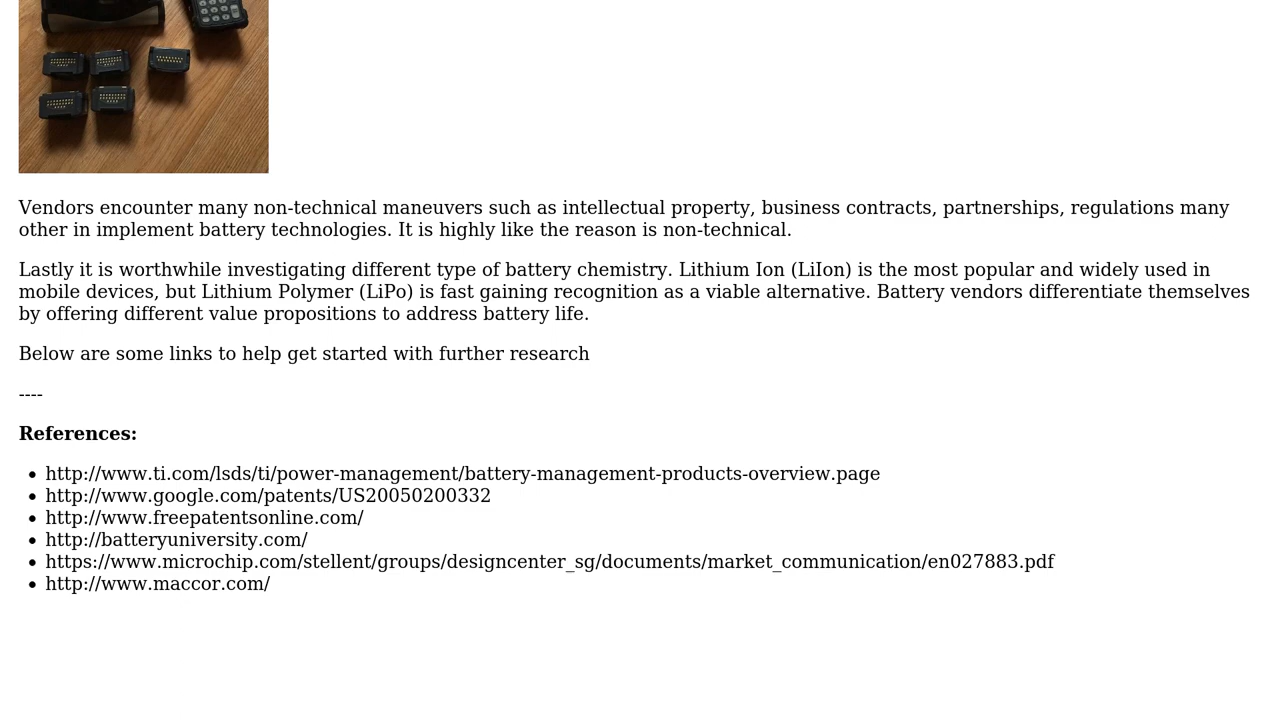 Vendors encounter many non-technical maneuvers such as intellectual property, business contracts, partnerships, regulations many
other in implement battery technologies. It is highly like the reason is non-technical.
Lastly it is worthwhile investigating different type of battery chemistry. Lithium Ion (LiIon) is the most popular and widely used in
mobile devices, but Lithium Polymer (LiPo) is fast gaining recognition as a viable alternative. Battery vendors differentiate themselves
by offering different value propositions to address battery life.
Below are some links to help get started with further research
----
References:
• http://www.ti.com/lsds/ti/power-management/battery-management-products-overview.page
• http://www.google.com/patents/US20050200332
• http://www.freepatentsonline.com/
• http://batteryuniversity.com/
• https://www.microchip.com/stellent/groups/designcenter_sg/documents/market_communication/en027883.pdf
• http://www.maccor.com/